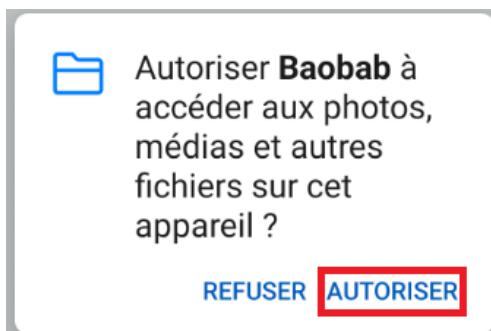 Autoriser Baobab à
accéder aux photos,
médias et autres
fichiers sur cet
appareil ?
REFUSER AUTORISER